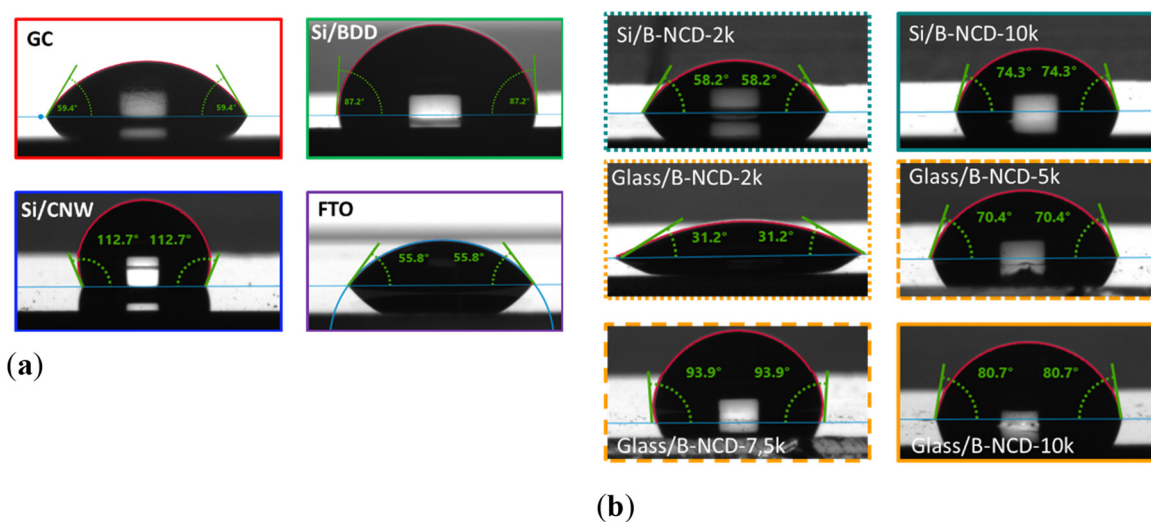 GC
59.4° 59.4°
Si/BDD
87.2° 87.2°
Si/CNW
112.7° 112.7°
FTO
55.8° 55.8°
(a)
Si/B-NCD-2k
58.2° 58.2°
Si/B-NCD-10k
74.3° 74.3°
Glass/B-NCD-2k
31.2° 31.2°
Glass/B-NCD-5k
70.4° 70.4°
93.9° 93.9°
Glass/B-NCD-7,5k
80.7° 80.7°
Glass/B-NCD-10k
(b)